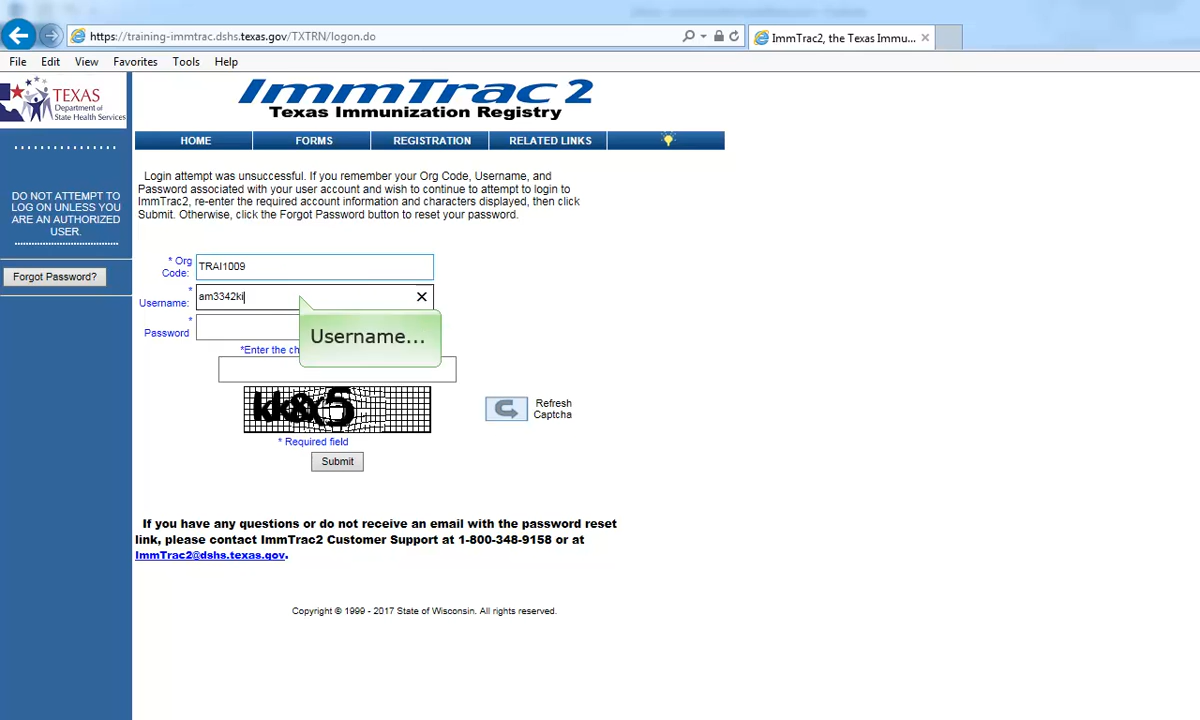 https://training-immtrac.dshs.texas.gov/TXTRN/logon.do
ImmTrac2, the Texas Immu...
File Edit View Favorites Tools Help
TEXAS
Department of
State Health Services
ImmTrac2
Texas Immunization Registry
HOME FORMS REGISTRATION RELATED LINKS
DO NOT ATTEMPT TO
LOG ON UNLESS YOU
ARE AN AUTHORIZED
USER.
Forgot Password?
Login attempt was unsuccessful. If you remember your Org Code, Username, and
Password associated with your user account and wish to continue to attempt to login to
ImmTrac2, re-enter the required account information and characters displayed, then click
Submit. Otherwise, click the Forgot Password button to reset your password.
* Org
Code:
TRAI1009
*
Username:
am3342ki
Username...
*
Password
*Enter the ch
kk8x5
Refresh
Captcha
* Required field
Submit
If you have any questions or do not receive an email with the password reset
link, please contact ImmTrac2 Customer Support at 1-800-348-9158 or at
ImmTrac2@dshs.texas.gov.
Copyright © 1999 - 2017 State of Wisconsin. All rights reserved.